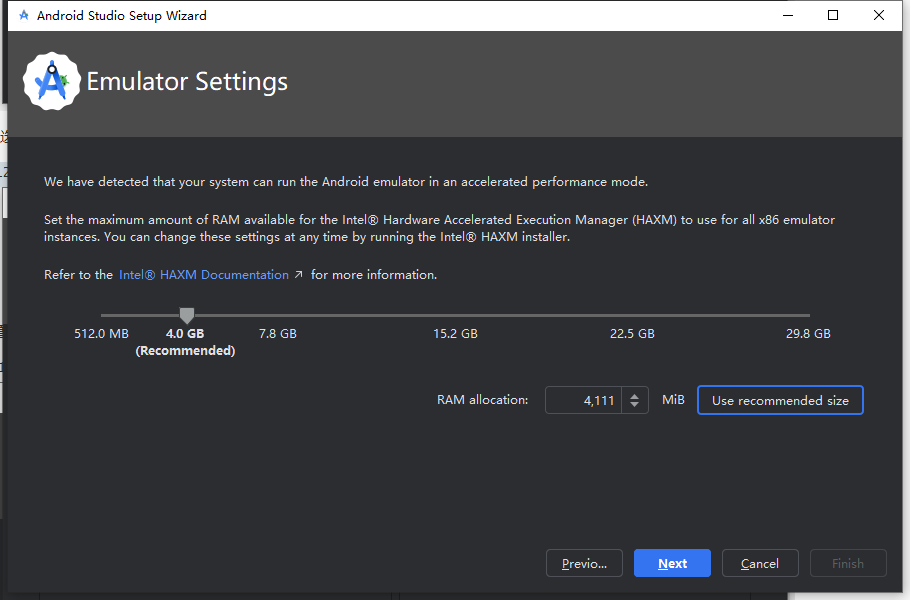 Android Studio Setup Wizard
Emulator Settings
We have detected that your system can run the Android emulator in an accelerated performance mode.
Set the maximum amount of RAM available for the Intel® Hardware Accelerated Execution Manager (HAXM) to use for all x86 emulator
instances. You can change these settings at any time by running the Intel® HAXM installer.
Refer to the Intel® HAXM Documentation ↗ for more information.
512.0 MB 4.0 GB 7.8 GB 15.2 GB 22.5 GB 29.8 GB
(Recommended)
RAM allocation: 4,111 MiB Use recommended size
Previo... Next Cancel Finish